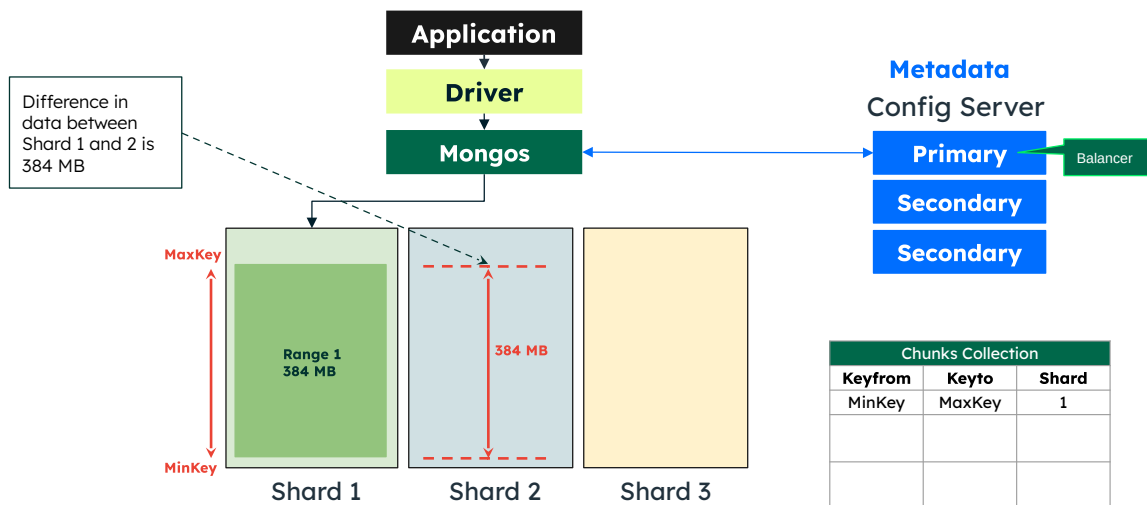 Application
Driver
Mongos
Difference in
data between
Shard 1 and 2 is
384 MB
Metadata
Config Server
Primary
Balancer
Secondary
Secondary
MaxKey
Range 1
384 MB
384 MB
MinKey
Shard 1
Shard 2
Shard 3
Chunks Collection
Keyfrom Keyto Shard
MinKey MaxKey 1